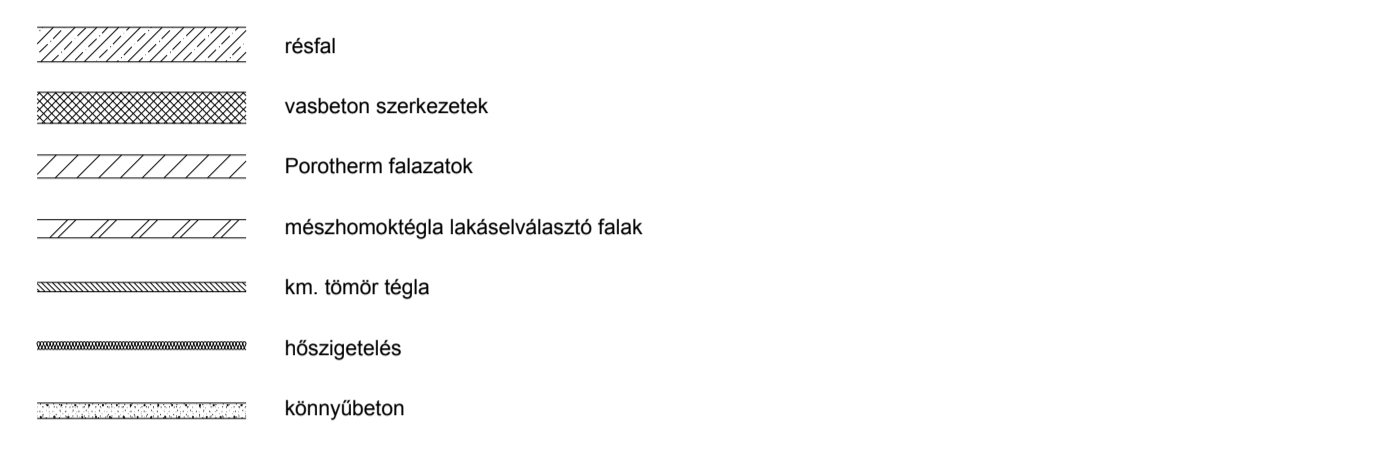 résfal
vasbeton szerkezetek
Porotherm falazatok
mészhomoktégla lakáselválasztó falak
km. tömör tégla
hőszigetelés
könnyűbeton